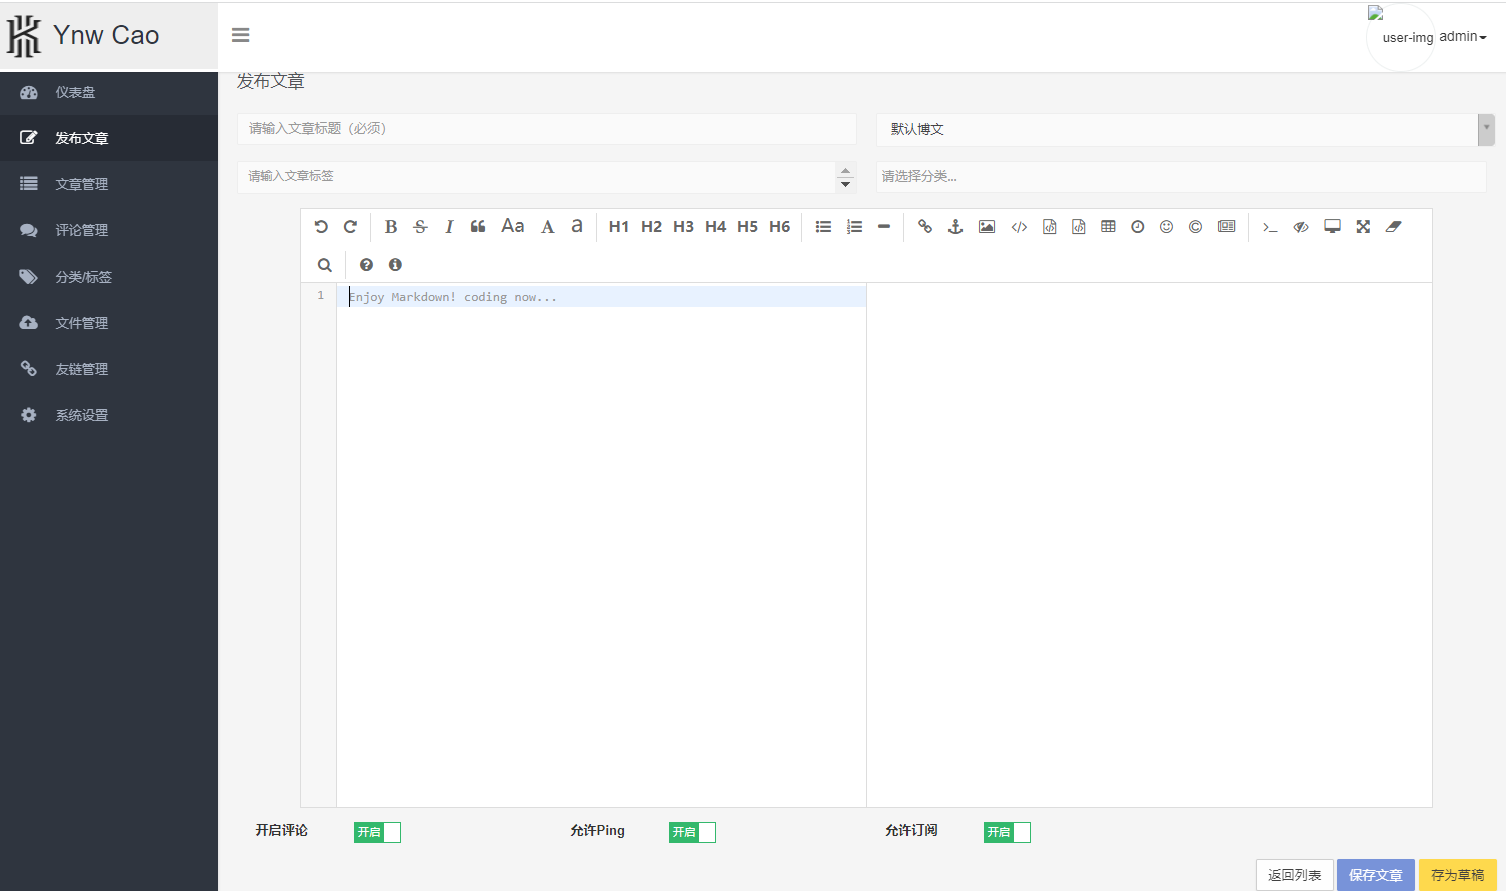 Ynw Cao
user-img admin
仪表盘
发布文章
文章管理
评论管理
分类/标签
文件管理
友链管理
系统设置
发布文章
请输入文章标题（必须）
默认博文
请输入文章标签
请选择分类...
B S I Aa A a H1 H2 H3 H4 H5 H6
1
Enjoy Markdown! coding now...
开启评论 开启
允许Ping 开启
允许订阅 开启
返回列表 保存文章 存为草稿